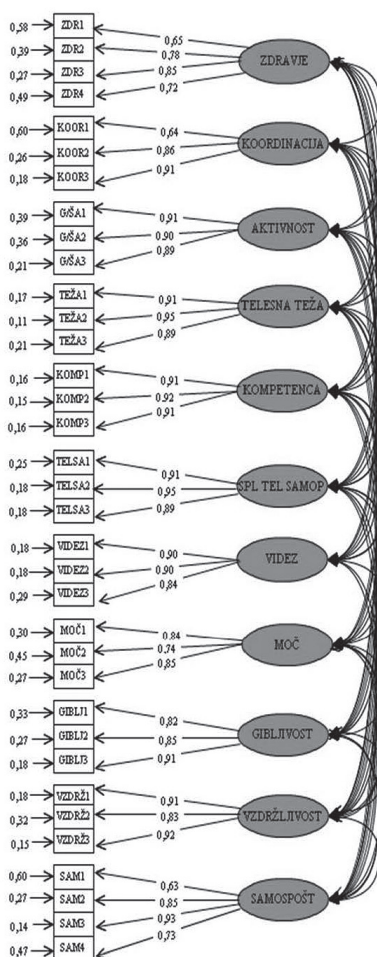 0,58 ZDR1 0,65
0,39 ZDR2 0,78 ZDRAVJE
0,27 ZDR3 0,85
0,49 ZDR4 0,72
0,60 KOOR1 0,64
0,26 KOOR2 0,86 KOORDINACIJA
0,18 KOOR3 0,91
0,39 G/ŠA1 0,91
0,36 G/ŠA2 0,90 AKTIVNOST
0,21 G/ŠA3 0,89
0,17 TEŽA1 0,91
0,11 TEŽA2 0,95 TELESNA TEŽA
0,21 TEŽA3 0,89
0,16 KOMP1 0,91
0,15 KOMP2 0,92 KOMPETENCA
0,16 KOMP3 0,91
0,25 TELSA1 0,91
0,18 TELSA2 0,95 SPL TEL SAMOP
0,18 TELSA3 0,89
0,18 VIDEZ1 0,90
0,18 VIDEZ2 0,90 VIDEZ
0,29 VIDEZ3 0,84
0,30 MOČ1 0,84
0,45 MOČ2 0,74 MOČ
0,27 MOČ3 0,85
0,33 GIBLJ1 0,82
0,27 GIBLJ2 0,85 GIBLJIVOST
0,18 GIBLJ3 0,91
0,18 VZDRŽ1 0,91
0,32 VZDRŽ2 0,83 VZDRŽLJIVOST
0,15 VZDRŽ3 0,92
0,60 SAM1 0,63
0,27 SAM2 0,85 SAMOSPOŠT
0,14 SAM3 0,93
0,47 SAM4 0,73